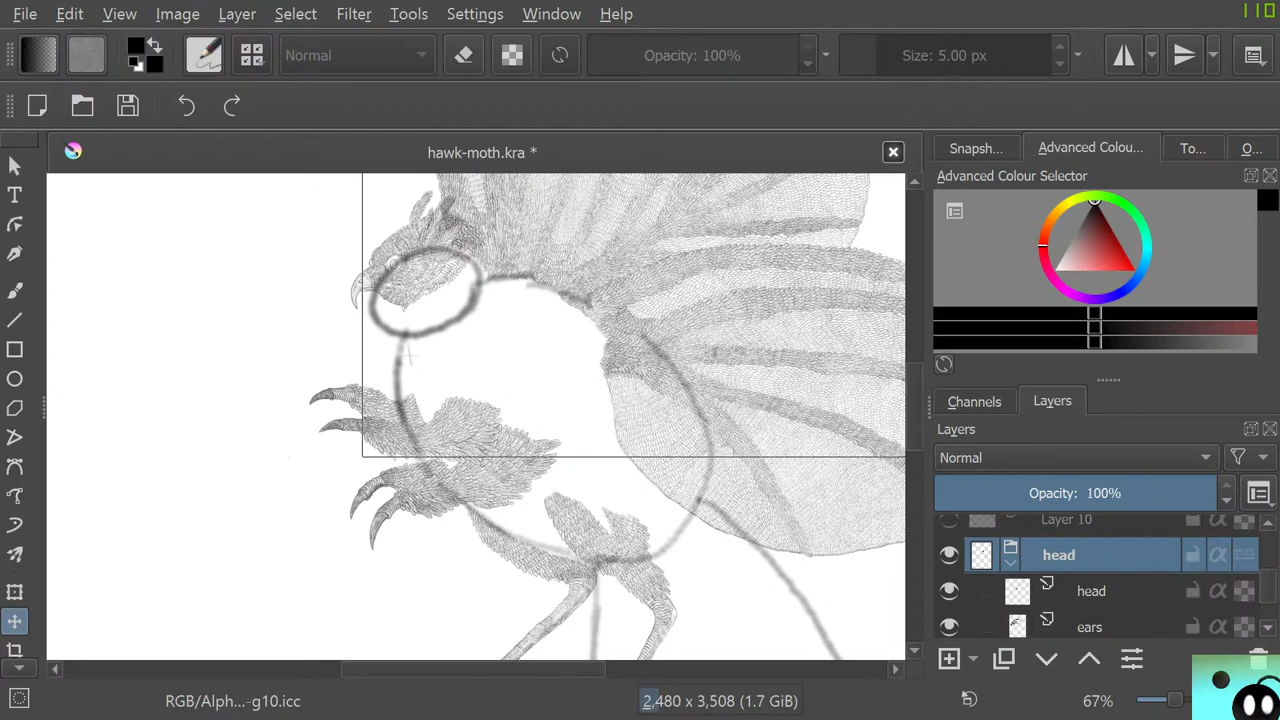 File Edit View Image Layer Select Filter Tools Settings Window Help
110
Normal Opacity: 100% Size: 5.00 px
hawk-moth.kra *
Snapsh... Advanced Colou... To... O...
Advanced Colour Selector
Channels Layers
Layers
Normal
Opacity: 100%
Layer 10
head
head
ears
RGB/Alph...-g10.icc
2,480 x 3,508 (1.7 GiB)
67%